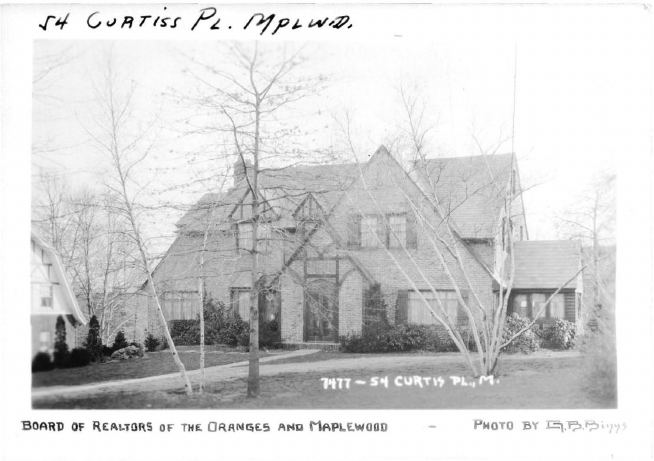 54 CURTISS PL. MPLWD.
7477 - 54 CURTIS PL., M.
BOARD OF REALTORS OF THE ORANGES AND MAPLEWOOD - PHOTO BY G.B. Biggs